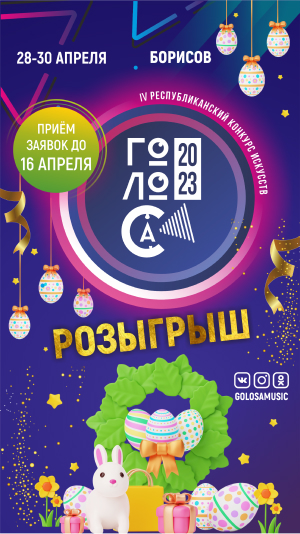 28-30 АПРЕЛЯ
БОРИСОВ
IV РЕСПУБЛИКАНСКИЙ КОНКУРС ИСКУССТВ
ПРИЁМ
ЗАЯВОК ДО
16 АПРЕЛЯ
ГО 20
ЛО 23
СА
РОЗЫГРЫШ
GOLOSAMUSIC